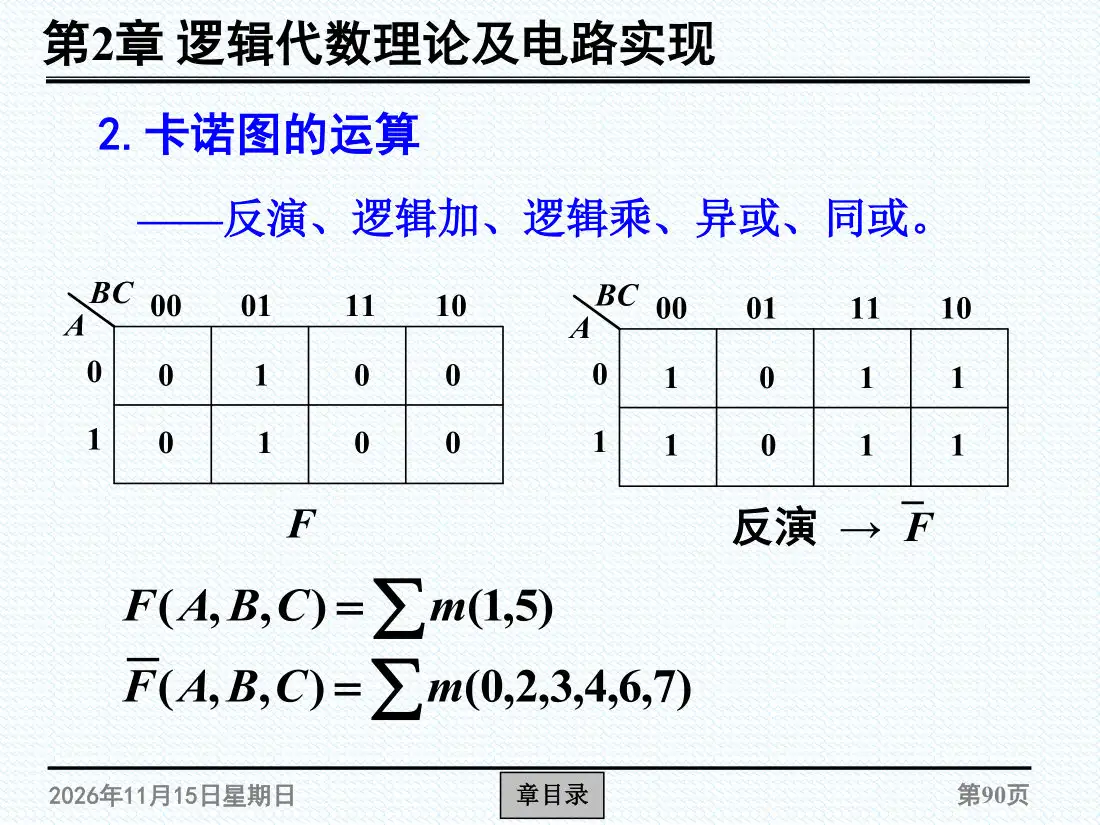 第2章 逻辑代数理论及电路实现
2.卡诺图的运算
——反演、逻辑加、逻辑乘、异或、同或。
BC 00 01 11 10
A
0 0 1 0 0
1 0 1 0 0
F
BC 00 01 11 10
A
0 1 0 1 1
1 1 0 1 1
反演 → F̅
F(A,B,C)=∑m(1,5)
F̅(A,B,C)=∑m(0,2,3,4,6,7)
2026年11月15日星期日
章目录
第90页